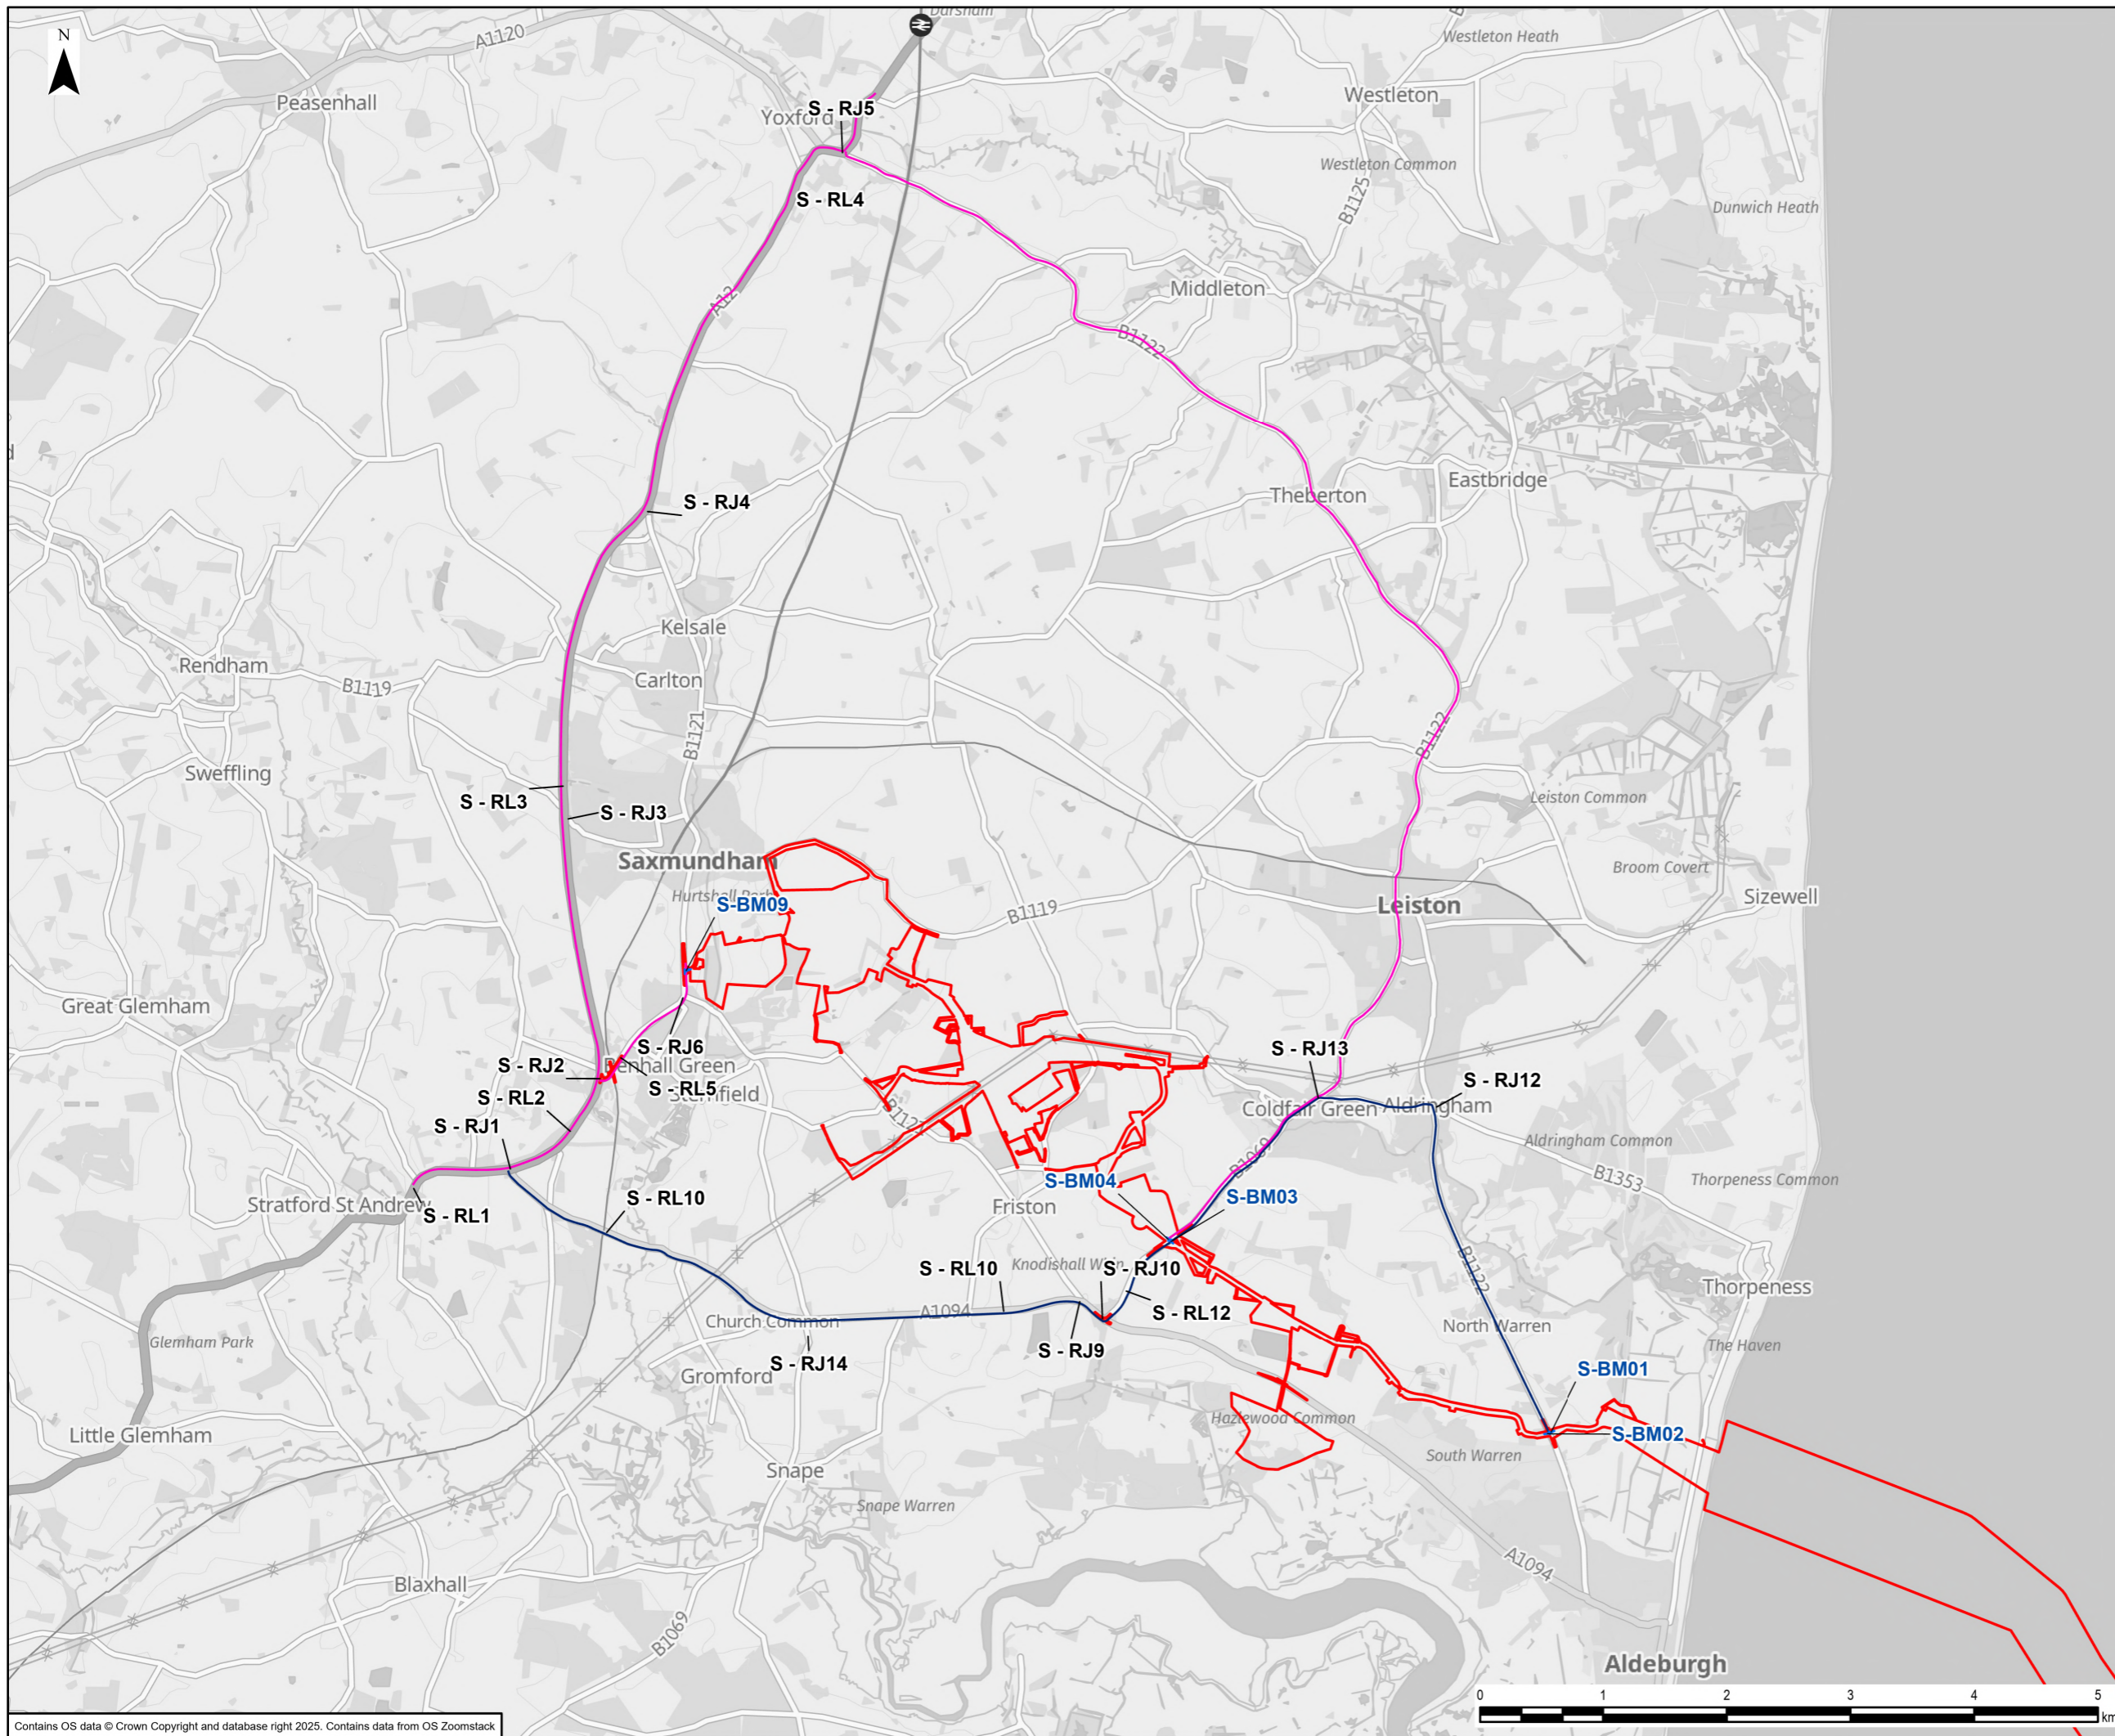 N
Darsham
A1120
Westleton Heath
Peasenhall
Westleton
Yoxford
S - RJ5
Westleton Common
B1125
S - RL4
Dunwich Heath
A12
Middleton
B1122
S - RJ4
Theberton
Eastbridge
Kelsale
Rendham
Carlton
B1119
B1121
B1122
Sweffling
S - RL3
S - RJ3
Leiston Common
Saxmundham
Broom Covert
Hurtshall Park
S-BM09
Sizewell
B1119
Leiston
Great Glemham
S - RJ6
S - RJ13
S - RJ2
Benhall Green
S - RL5
S - RJ12
S - RL2
Sternfield
Coldfair Green
Aldringham
S - RJ1
B1121
Aldringham Common
B1069
B1353
S-BM04
Thorpeness Common
S - RL10
S-BM03
Stratford St Andrew
S - RL1
Friston
Knodishall Whin
S - RL10
S - RJ10
B1122
Thorpeness
A1094
S - RL12
Church Common
North Warren
Glemham Park
The Haven
S - RJ9
S - RJ14
Gromford
S-BM01
Hazlewood Common
Little Glemham
S-BM02
South Warren
Snape
Snape Warren
A1094
Blaxhall
B1069
Aldeburgh
0 1 2 3 4 5
km
Contains OS data © Crown Copyright and database right 2025. Contains data from OS Zoomstack